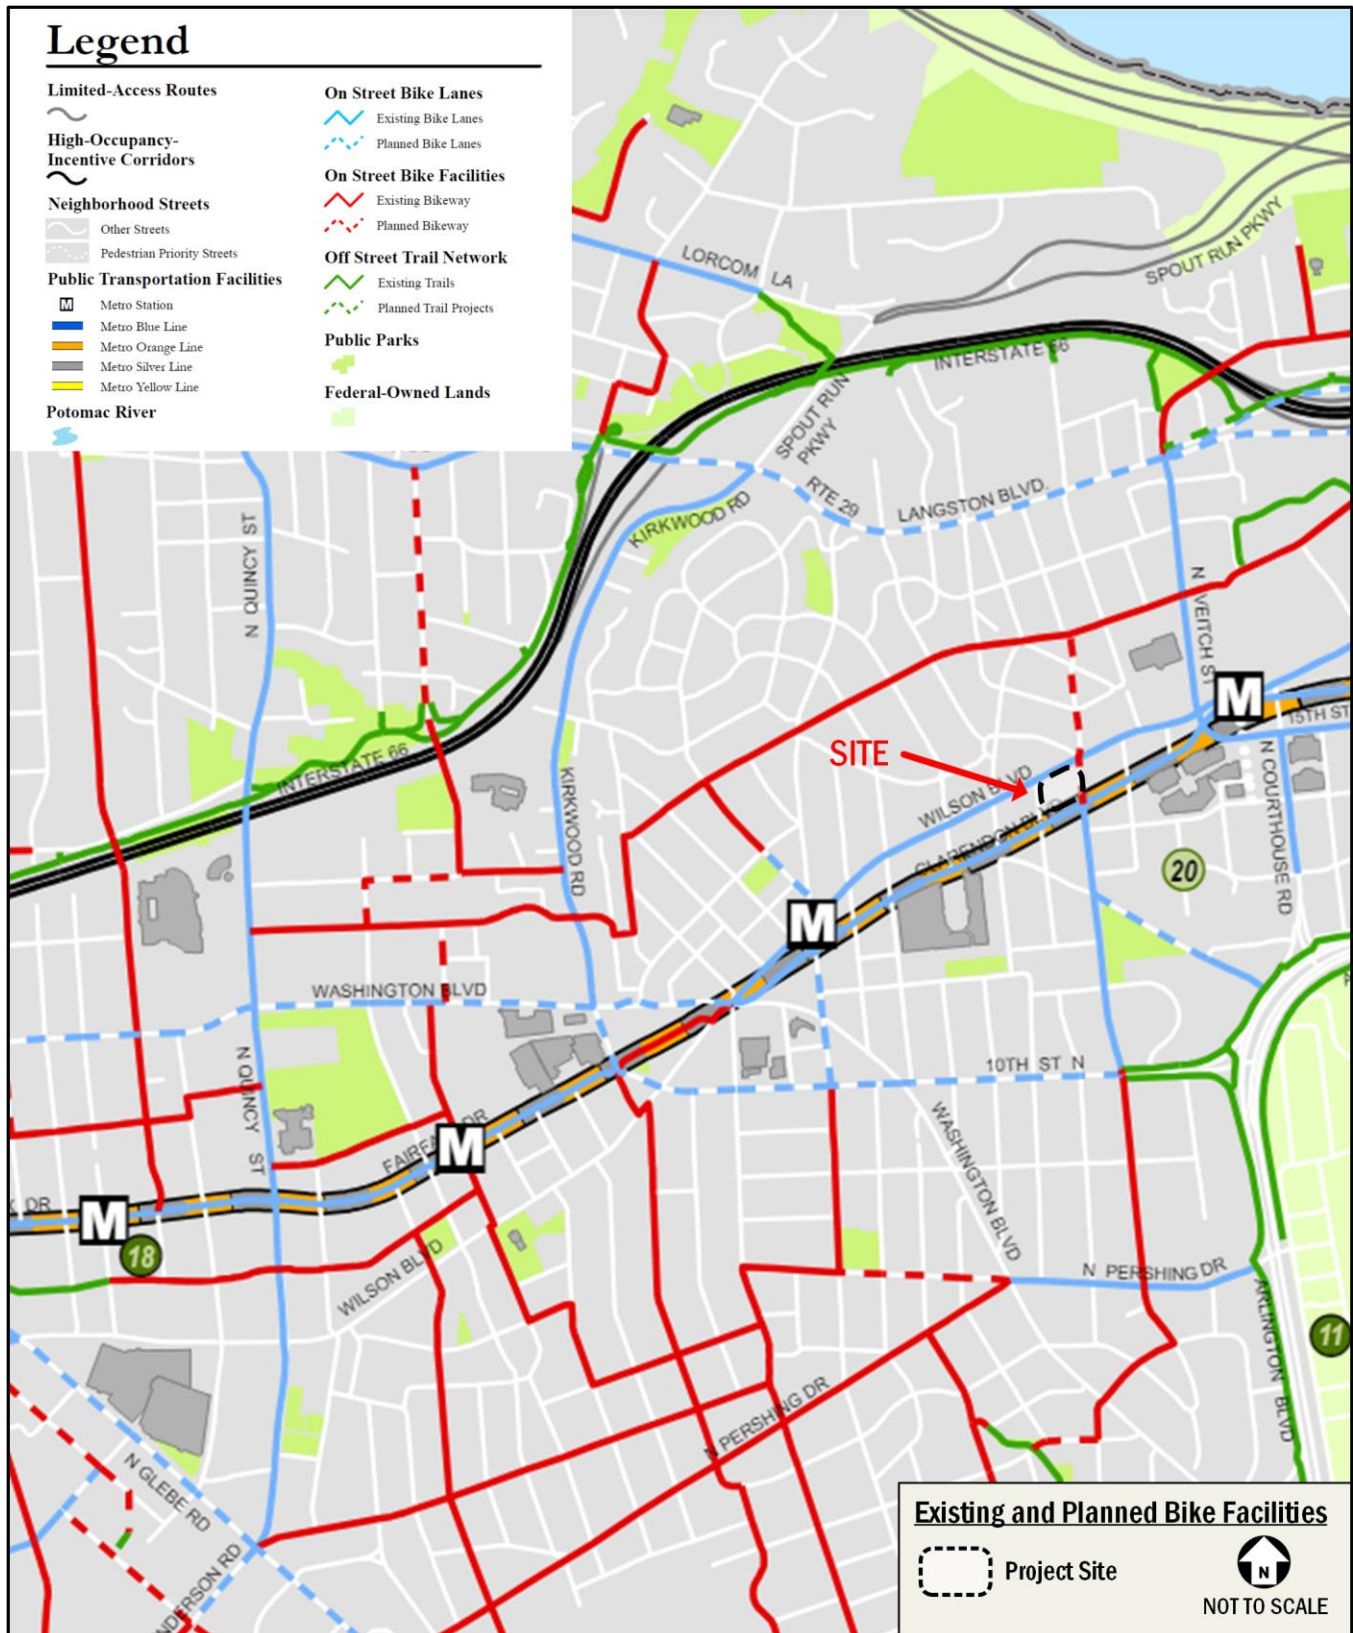 Legend
Limited-Access Routes
High-Occupancy-
Incentive Corridors
Neighborhood Streets
Other Streets
Pedestrian Priority Streets
Public Transportation Facilities
M Metro Station
Metro Blue Line
Metro Orange Line
Metro Silver Line
Metro Yellow Line
Potomac River
On Street Bike Lanes
Existing Bike Lanes
Planned Bike Lanes
On Street Bike Facilities
Existing Bikeway
Planned Bikeway
Off Street Trail Network
Existing Trails
Planned Trail Projects
Public Parks
Federal-Owned Lands
LORCOM LA
SPOUT RUN PKWY
INTERSTATE 66
SPOUT RUN
PKWY
RTE 29
LANGSTON BLVD.
KIRKWOOD RD
N QUINCY ST
N VEITCH ST
M
15TH ST
INTERSTATE 66
SITE
WILSON BLVD
CLARENDON BLVD
N COURTHOUSE RD
KIRKWOOD RD
20
M
WASHINGTON BLVD
10TH ST N
N QUINCY ST
WASHINGTON BLVD
FAIRFAX DR
M
DR
M
18
WILSON BLVD
N PERSHING DR
ARLINGTON BLVD
11
N PERSHING DR
N GLEBE RD
Existing and Planned Bike Facilities
Project Site
N
NOT TO SCALE